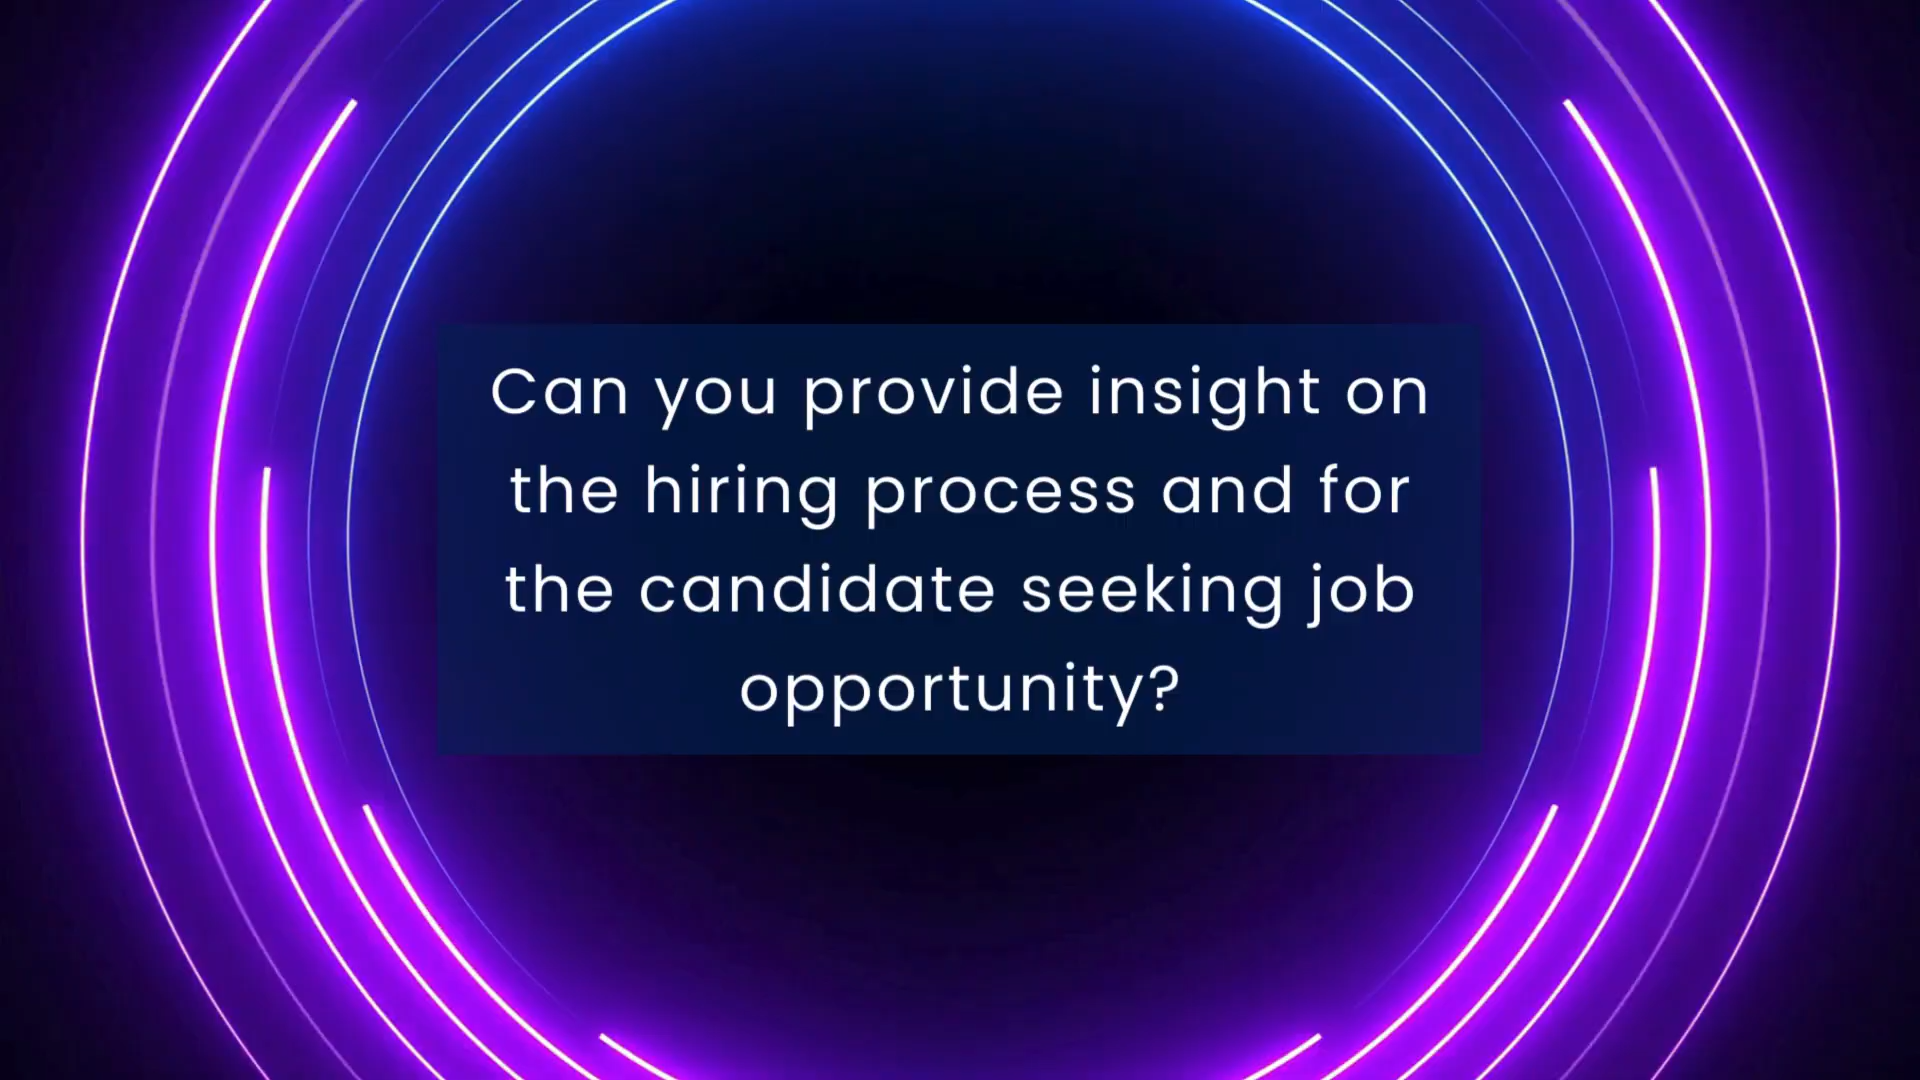 Can you provide insight on
the hiring process and for
the candidate seeking job
opportunity?